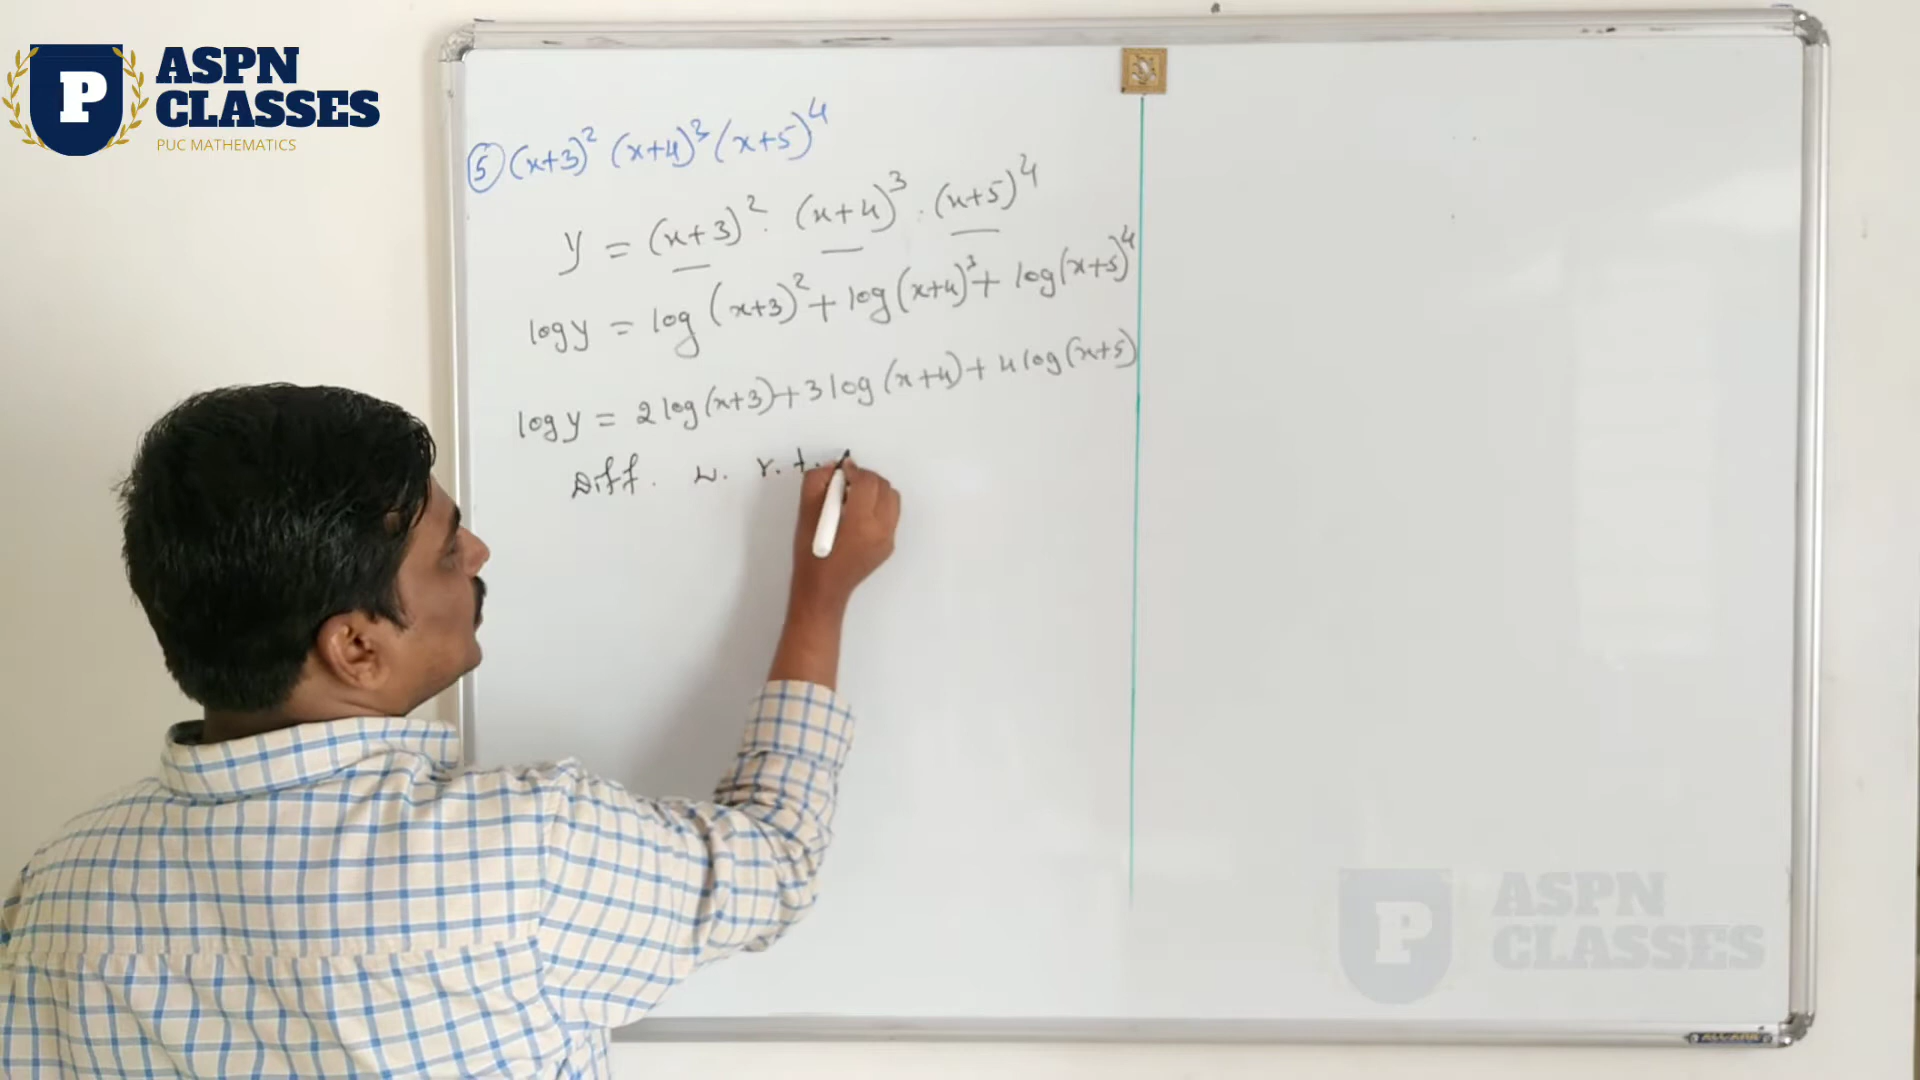 P
ASPN
CLASSES
PUC MATHEMATICS
⑤ (x+3)² (x+4)³ (x+5)⁴
y = (x+3)² . (x+4)³ . (x+5)⁴
log y = log (x+3)² + log (x+4)³ + log (x+5)⁴
log y = 2 log (x+3) + 3 log (x+4) + 4 log (x+5)
Diff. w. r. t.
P
ASPN
CLASSES